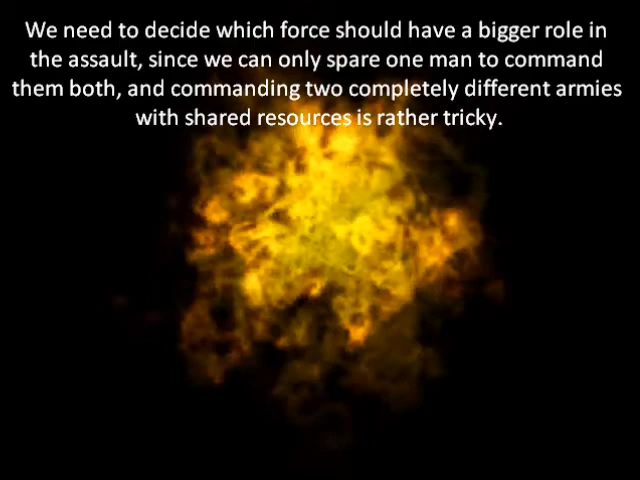 We need to decide which force should have a bigger role in
the assault, since we can only spare one man to command
them both, and commanding two completely different armies
with shared resources is rather tricky.